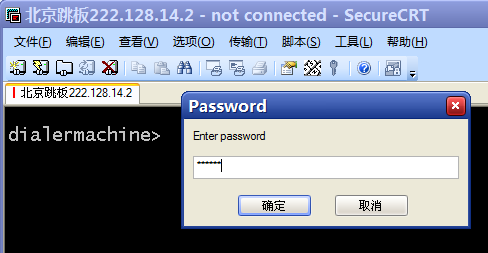 北京跳板222.128.14.2 - not connected - SecureCRT
文件(F) 编辑(E) 查看(V) 选项(O) 传输(T) 脚本(S) 工具(L) 帮助(H)
北京跳板222.128.14.2
dialermachine>
Password
Enter password
******
确定 取消